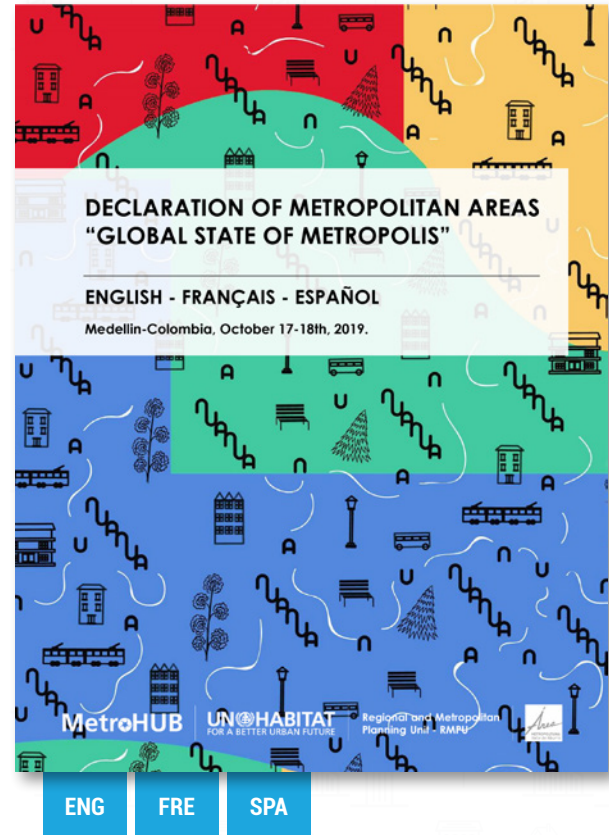 DECLARATION OF METROPOLITAN AREAS
“GLOBAL STATE OF METROPOLIS”
ENGLISH - FRANÇAIS - ESPAÑOL
Medellin-Colombia, October 17-18th, 2019.
MetroHUB
UN HABITAT
FOR A BETTER URBAN FUTURE
Regional and Metropolitan
Planning Unit - RMPU
Área
ENG
FRE
SPA